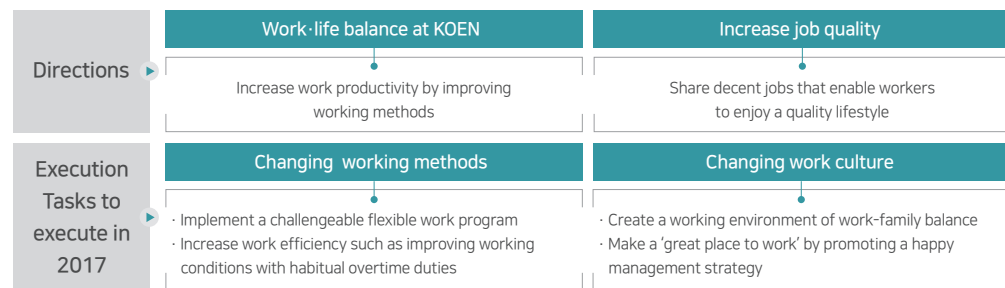 Directions
Work·life balance at KOEN
Increase work productivity by improving
working methods
Increase job quality
Share decent jobs that enable workers
to enjoy a quality lifestyle
Execution
Tasks to
execute in
2017
Changing working methods
· Implement a challengeable flexible work program
· Increase work efficiency such as improving working
conditions with habitual overtime duties
Changing work culture
· Create a working environment of work-family balance
· Make a ‘great place to work’ by promoting a happy
management strategy